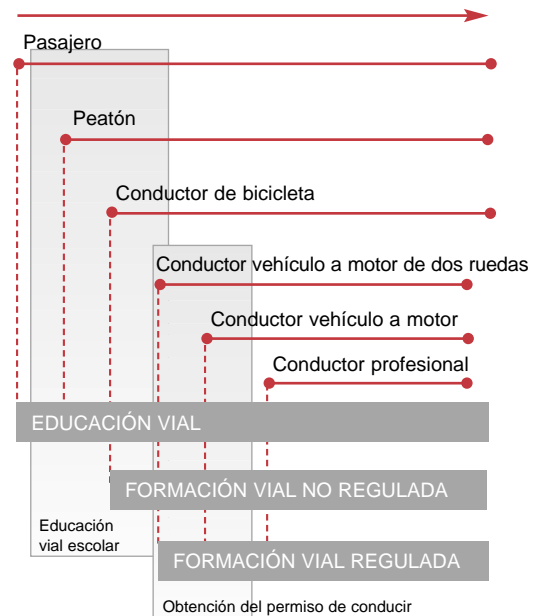 Pasajero
Peatón
Conductor de bicicleta
Conductor vehículo a motor de dos ruedas
Conductor vehículo a motor
Conductor profesional
EDUCACIÓN VIAL
FORMACIÓN VIAL NO REGULADA
Educación
vial escolar
FORMACIÓN VIAL REGULADA
Obtención del permiso de conducir